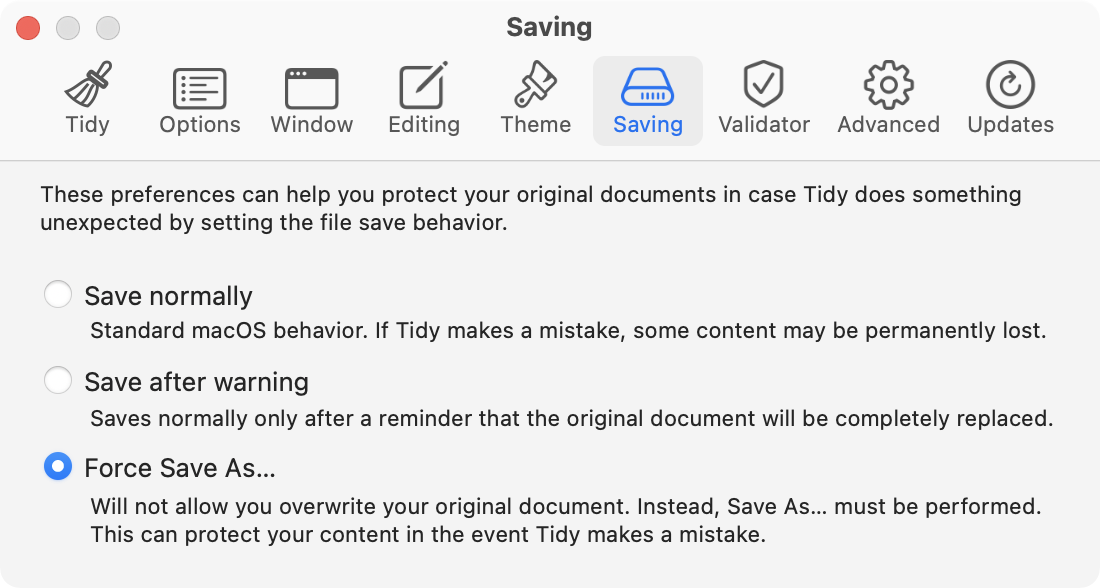 Saving
Tidy Options Window Editing Theme Saving Validator Advanced Updates
These preferences can help you protect your original documents in case Tidy does something
unexpected by setting the file save behavior.
Save normally
Standard macOS behavior. If Tidy makes a mistake, some content may be permanently lost.
Save after warning
Saves normally only after a reminder that the original document will be completely replaced.
Force Save As...
Will not allow you overwrite your original document. Instead, Save As... must be performed.
This can protect your content in the event Tidy makes a mistake.